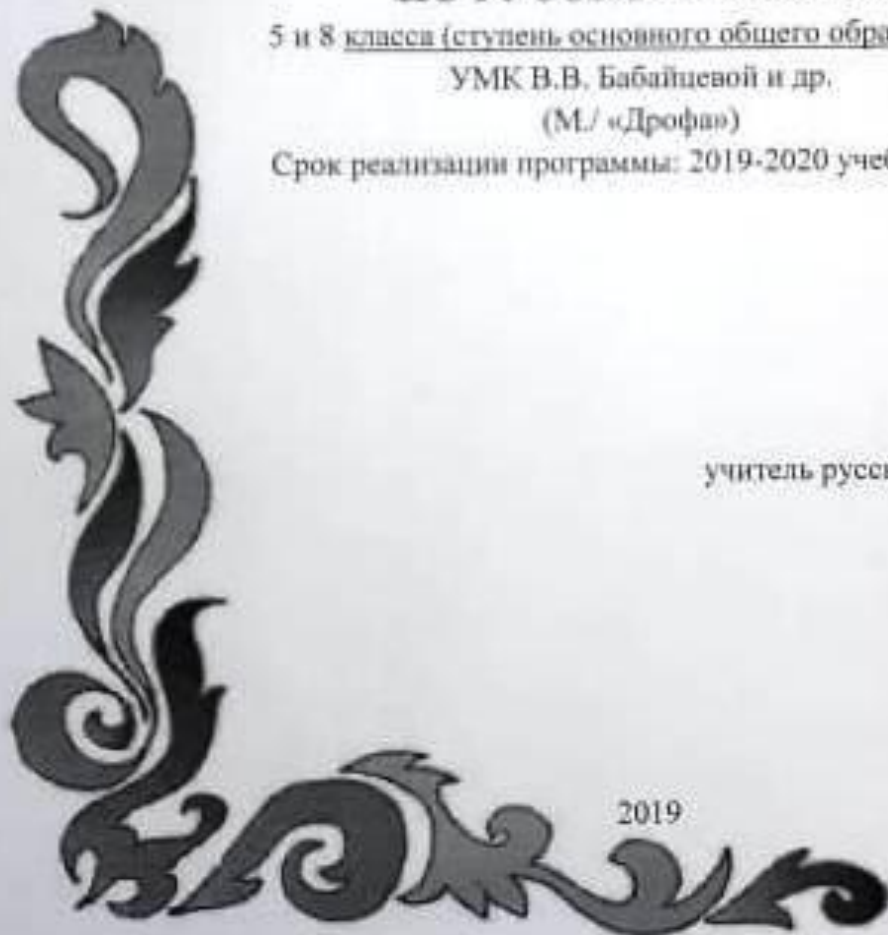 5 и 8 класса (ступень основного общего обра
УМК В.В. Бабайцевой и др.
(М./ «Дрофа»)
Срок реализации программы: 2019-2020 учеб
учитель русск
2019